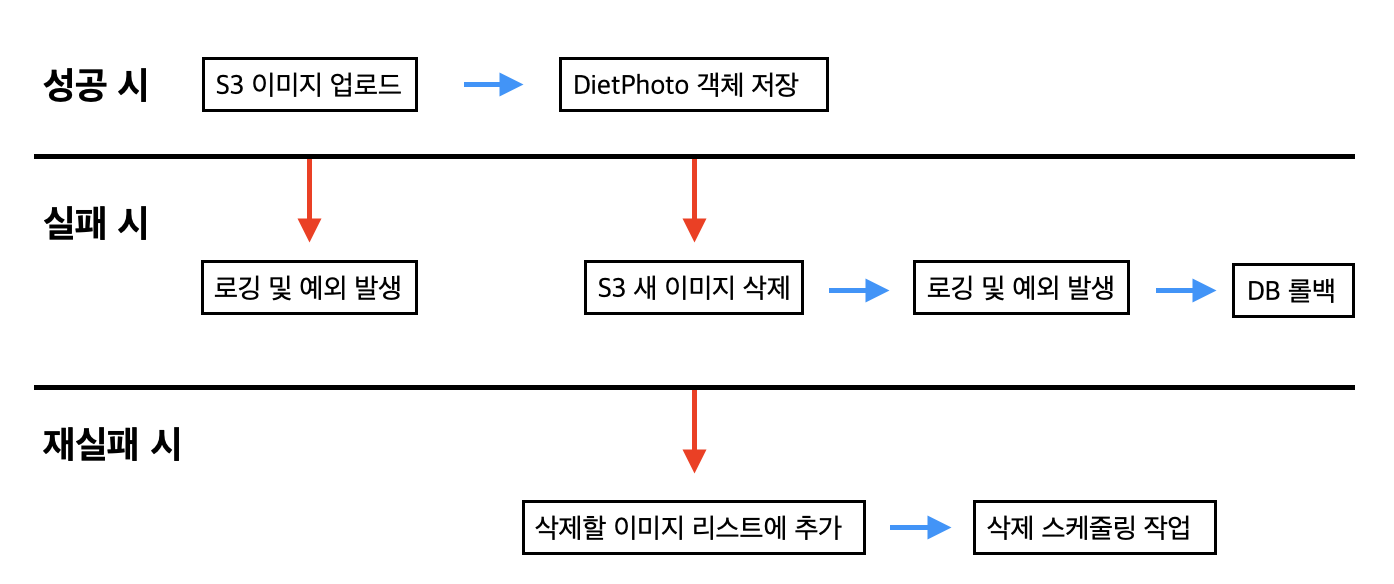 성공 시
S3 이미지 업로드
DietPhoto 객체 저장
실패 시
로깅 및 예외 발생
S3 새 이미지 삭제
로깅 및 예외 발생
DB 롤백
재실패 시
삭제할 이미지 리스트에 추가
삭제 스케줄링 작업